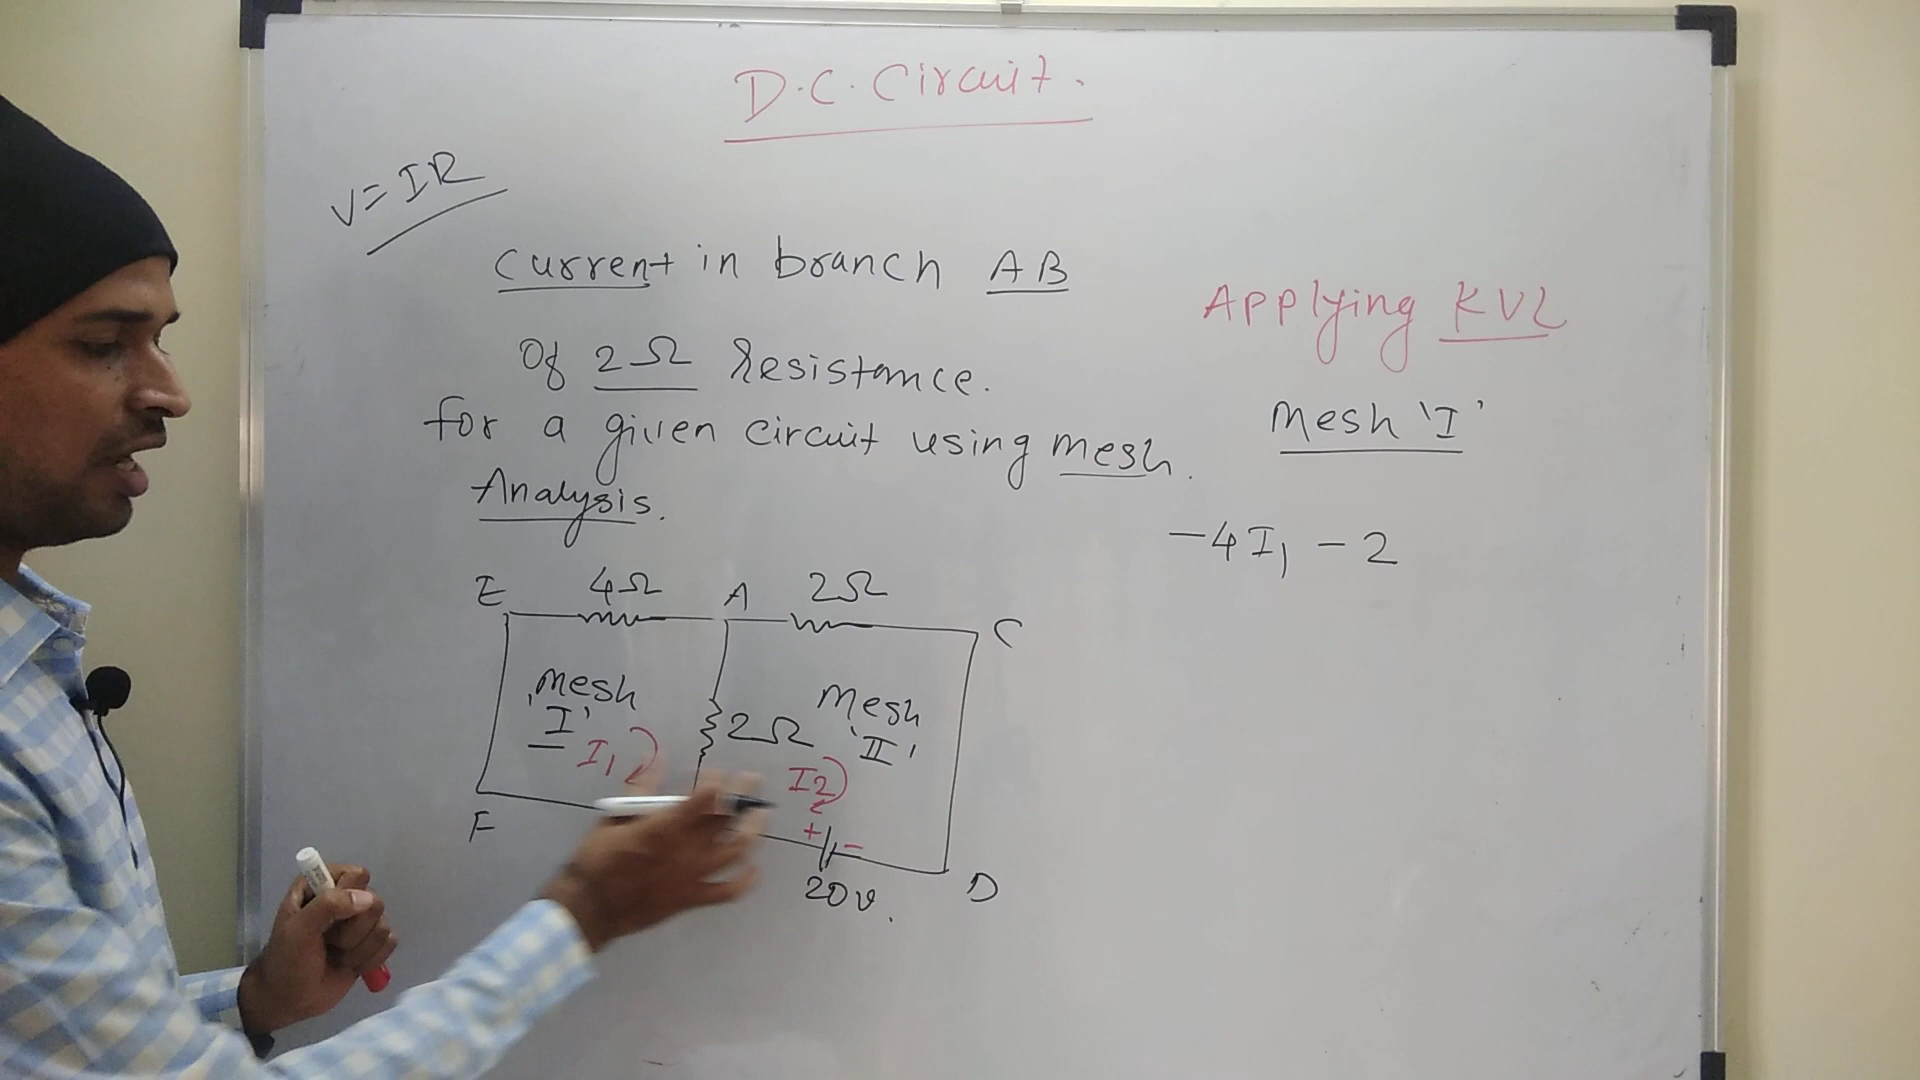 D.C. Circuit.
V=IR
Current in branch AB
Of 2Ω Resistance.
for a given circuit using mesh.
Analysis.
Applying KVL
Mesh 'I'
-4I₁ - 2
E 4Ω A 2Ω C
Mesh 'I'
I₁
2Ω
Mesh 'II'
I2
+ -
F
20v.
D